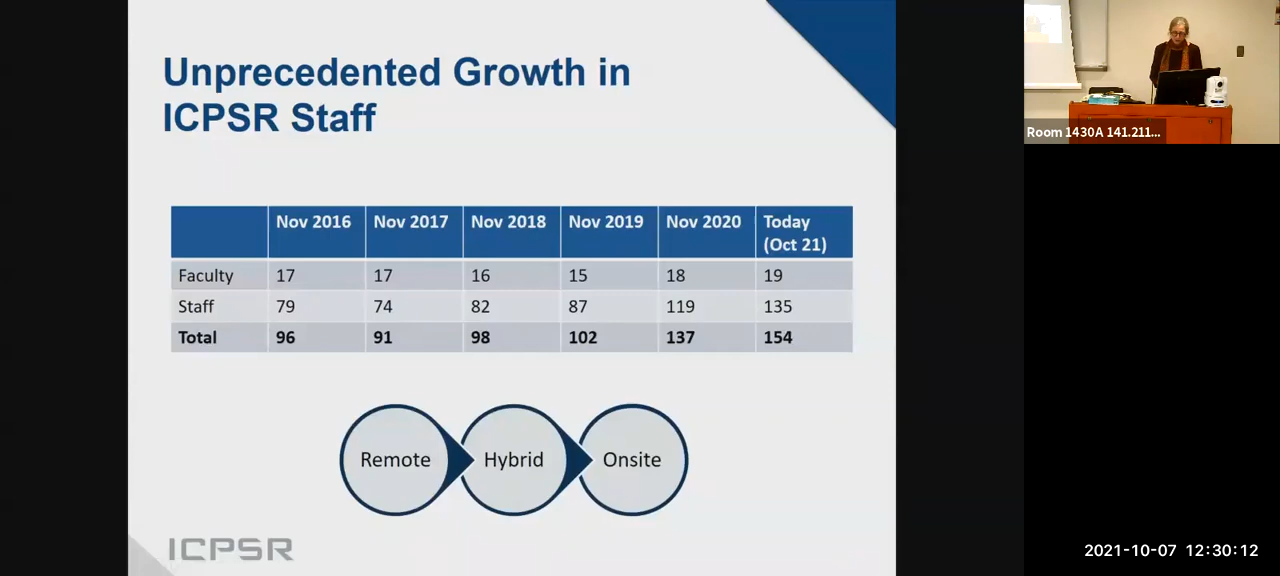 Unprecedented Growth in
ICPSR Staff
Nov 2016 Nov 2017 Nov 2018 Nov 2019 Nov 2020 Today
(Oct 21)
Faculty 17 17 16 15 18 19
Staff 79 74 82 87 119 135
Total 96 91 98 102 137 154
Remote Hybrid Onsite
ICPSR
Room 1430A 141.211...
2021-10-07 12:30:12